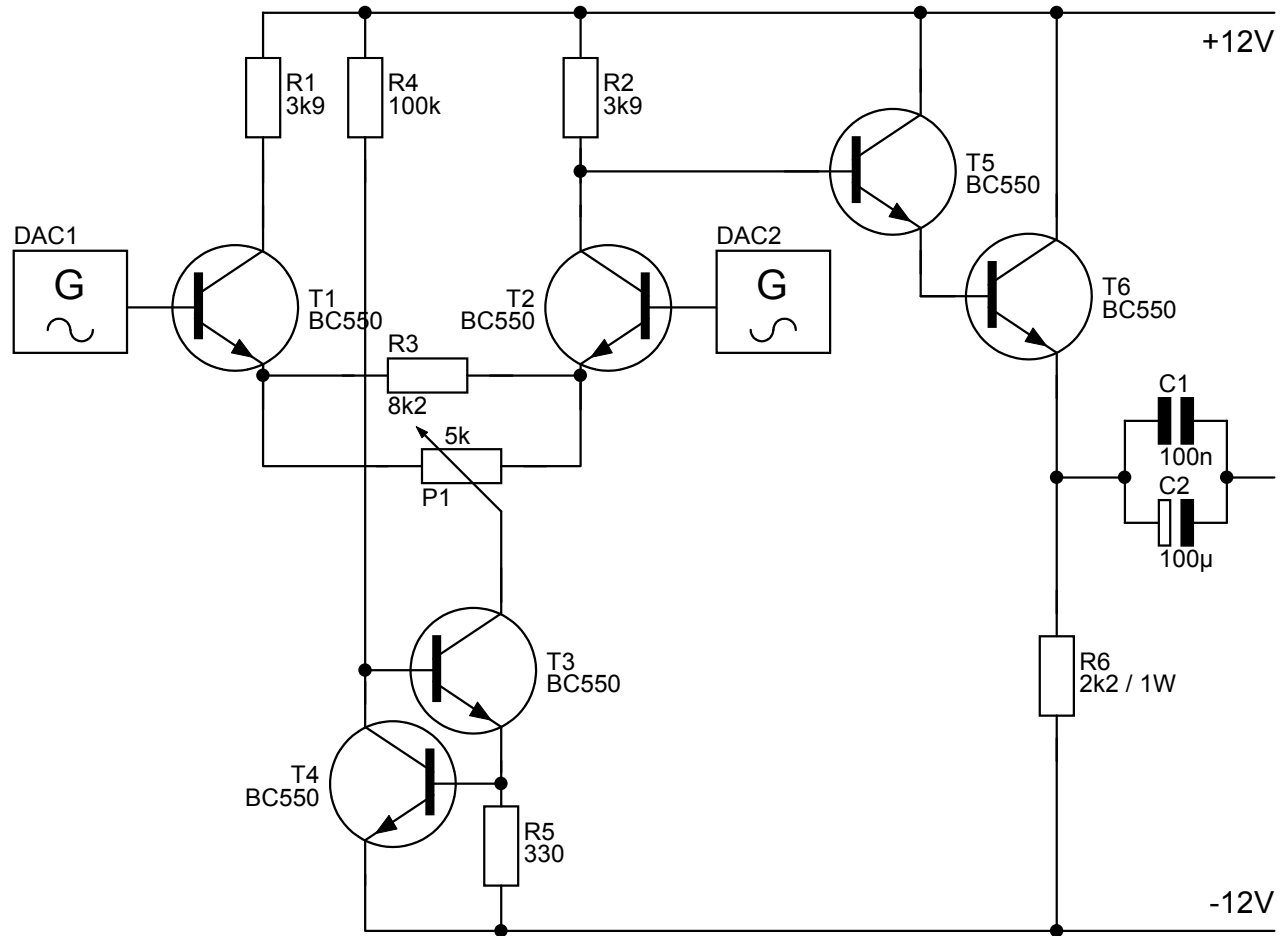 +12V
R1
3k9
R4
100k
R2
3k9
T5
BC550
DAC1
G
T1
BC550
T2
BC550
DAC2
G
T6
BC550
R3
8k2
5k
P1
C1
100n
C2
100µ
T3
BC550
R6
2k2 / 1W
T4
BC550
R5
330
-12V